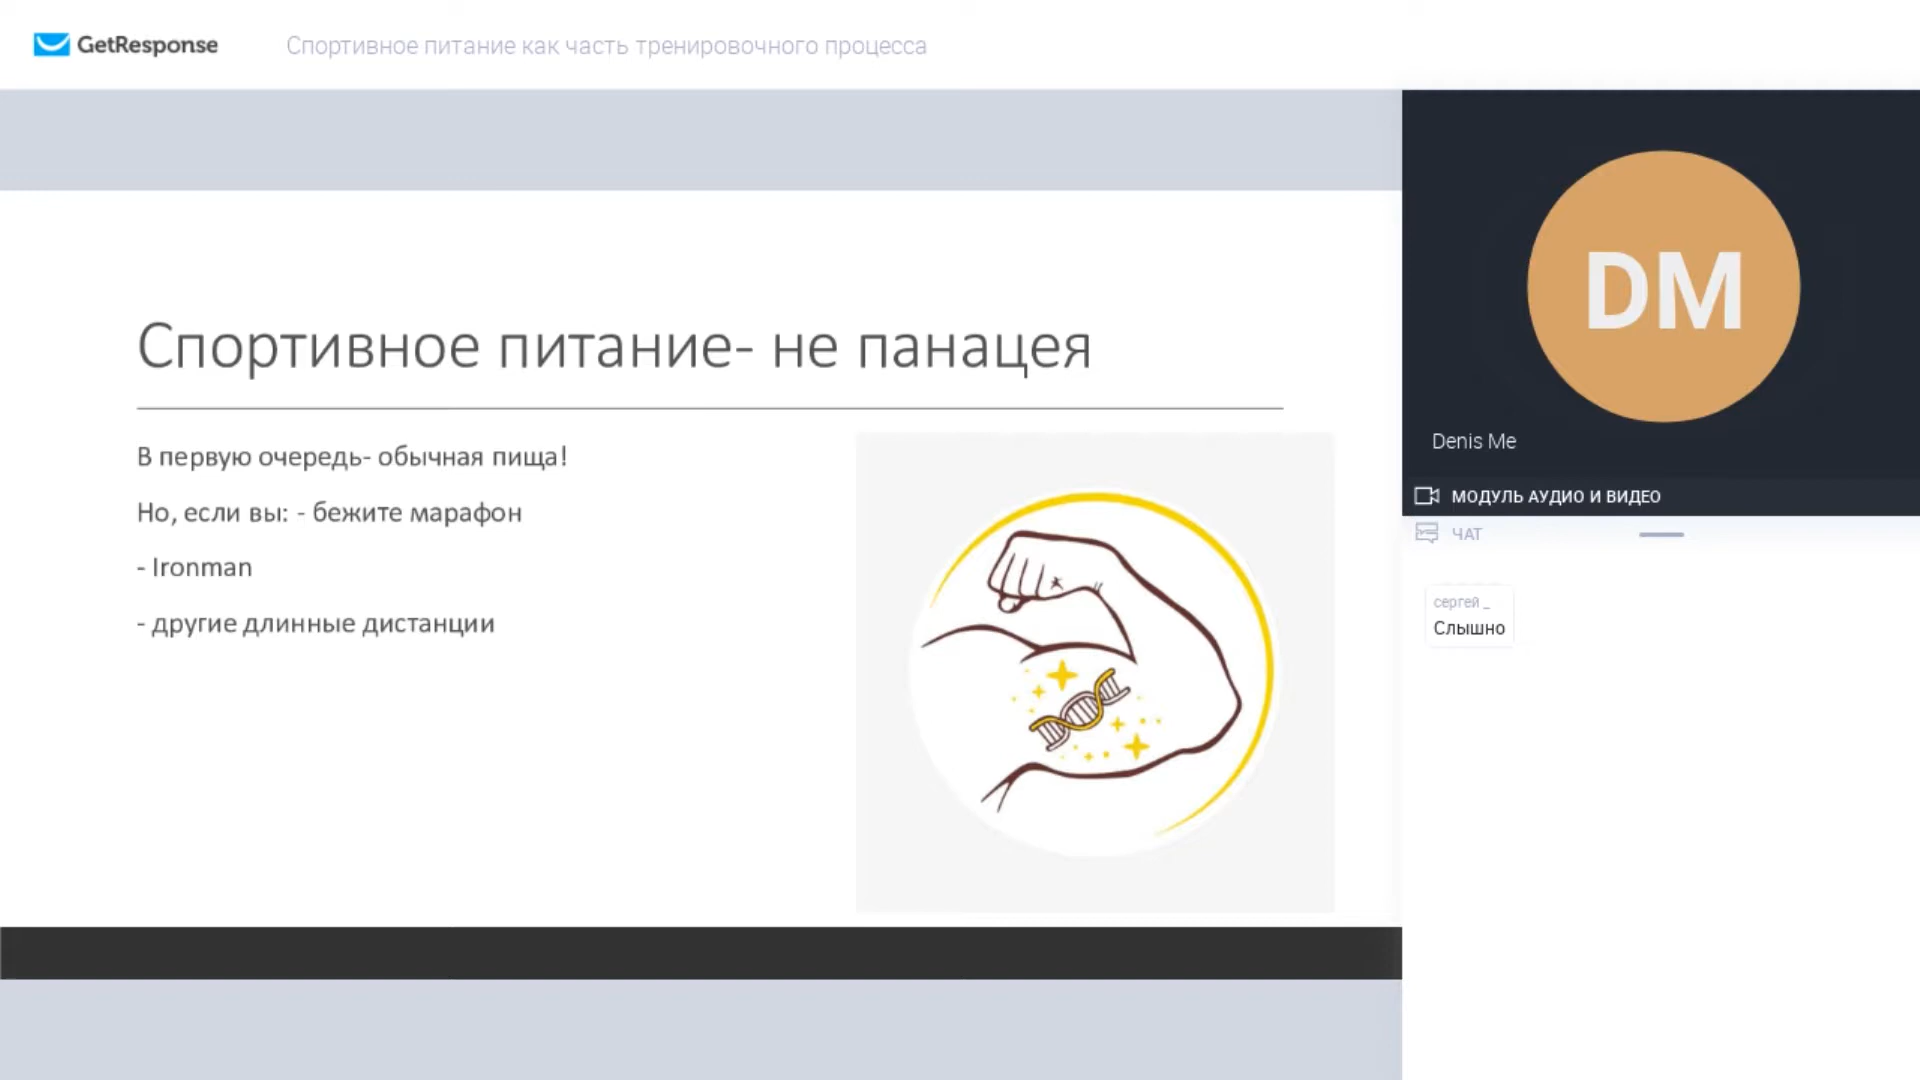 GetResponse
Спортивное питание как часть тренировочного процесса
Спортивное питание- не панацея
В первую очередь- обычная пища!
Но, если вы: - бежите марафон
- Ironman
- другие длинные дистанции
DM
Denis Me
МОДУЛЬ АУДИО И ВИДЕО
ЧАТ
сергей _
Слышно